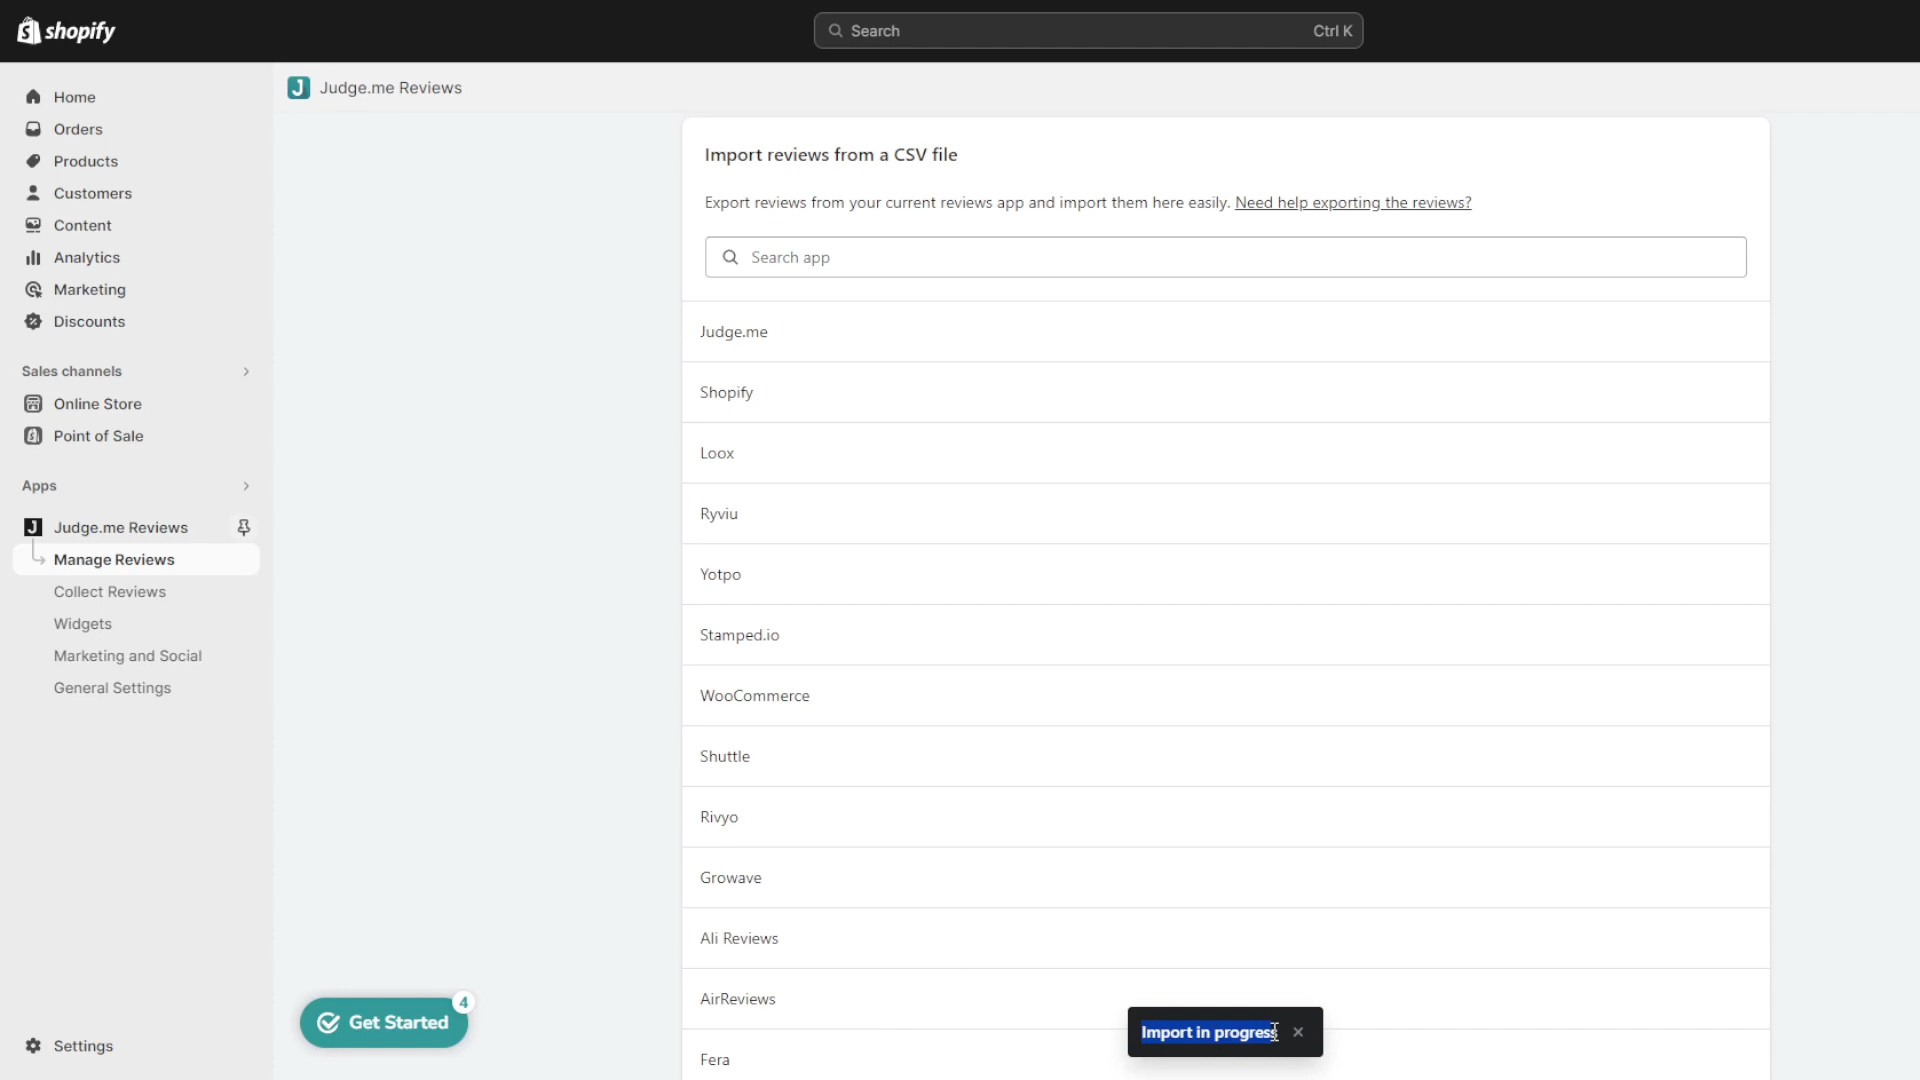 shopify
Search
Ctrl K
Home
Orders
Products
Customers
Content
Analytics
Marketing
Discounts
Sales channels
Online Store
Point of Sale
Apps
Judge.me Reviews
Manage Reviews
Collect Reviews
Widgets
Marketing and Social
General Settings
Settings
J Judge.me Reviews
Import reviews from a CSV file
Export reviews from your current reviews app and import them here easily. Need help exporting the reviews?
Search app
Judge.me
Shopify
Loox
Ryviu
Yotpo
Stamped.io
WooCommerce
Shuttle
Rivyo
Growave
Ali Reviews
AirReviews
Fera
Get Started
4
Import in progress